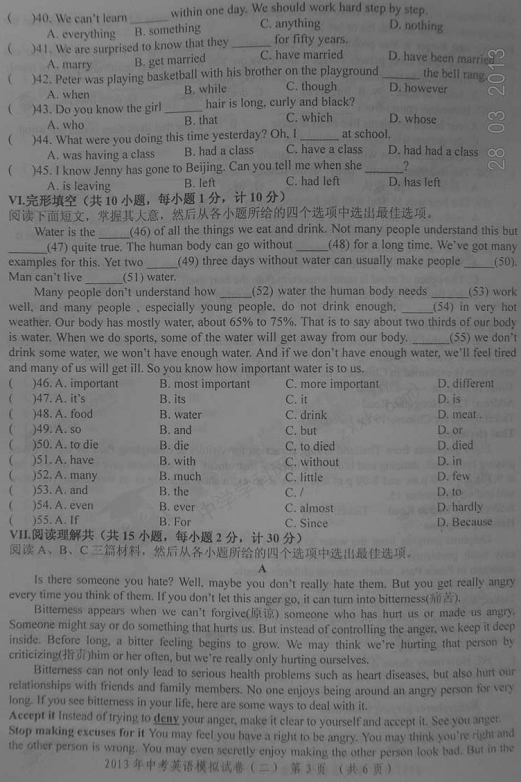 ( )40. We can't learn ______ within one day. We should work hard step by step.
A. everything B. something C. anything D. nothing
( )41. We are surprised to know that they ______ for fifty years.
A. marry B. get married C. have married D. have been married
( )42. Peter was playing basketball with his brother on the playground ______ the bell rang.
A. when B. while C. though D. however
( )43. Do you know the girl ______ hair is long, curly and black?
A. who B. that C. which D. whose
( )44. What were you doing this time yesterday? Oh, I ______ at school.
A. was having a class B. had a class C. have a class D. had had a class
( )45. I know Jenny has gone to Beijing. Can you tell me when she ______?
A. is leaving B. left C. had left D. has left
VI.完形填空（共 10 小题，每小题 1 分，计 10 分）
阅读下面短文，掌握其大意，然后从各小题所给的四个选项中选出最佳选项。
Water is the _____(46) of all the things we eat and drink. Not many people understand this but
______(47) quite true. The human body can go without _____(48) for a long time. We've got many
examples for this. Yet two _____(49) three days without water can usually make people _____(50).
Man can't live ______(51) water.
Many people don't understand how _____(52) water the human body needs ______(53) work
well, and many people , especially young people, do not drink enough, _____(54) in very hot
weather. Our body has mostly water, about 65% to 75%. That is to say about two thirds of our body
is water. When we do sports, some of the water will get away from our body. ______(55) we don't
drink some water, we won't have enough water. And if we don't have enough water, we'll feel tired
and many of us will get ill. So you know how important water is to us.
( )46. A. important B. most important C. more important D. different
( )47. A. it's B. its C. it D. is
( )48. A. food B. water C. drink D. meat .
( )49. A. so B. and C. but D. or
( )50. A. to die B. die C. to died D. died
( )51. A. have B. with C. without D. in
( )52. A. many B. much C. little D. few
( )53. A. and B. the C. / D. to
( )54. A. even B. ever C. almost D. hardly
( )55. A. If B. For C. Since D. Because
VII.阅读理解共（共 15 小题，每小题 2 分，计 30 分）
阅读 A、B、C 三篇材料，然后从各小题所给的四个选项中选出最佳选项。
A
Is there someone you hate? Well, maybe you don't really hate them. But you get really angry
every time you think of them. If you don't let this anger go, it can turn into bitterness(痛苦).
Bitterness appears when we can't forgive(原谅) someone who has hurt us or made us angry.
Someone might say or do something that hurts us. But instead of controlling the anger, we keep it deep
inside. Before long, a bitter feeling begins to grow. We may think we're hurting that person by
criticizing(指责)him or her often, but we're really only hurting ourselves.
Bitterness can not only lead to serious health problems such as heart diseases, but also hurt our
relationships with friends and family members. No one enjoys being around an angry person for very
long. If you see bitterness in your life, here are some ways to deal with it.
Accept it Instead of trying to deny your anger, make it clear to yourself and accept it. See you anger.
Stop making excuses for it You may feel you have a right to be angry. You may think you're right and
the other person is wrong. You may even secretly enjoy making the other person look bad. But in the
2013 年中考英语模拟试卷（二） 第 3 页 （共 6 页）
28 03 2013